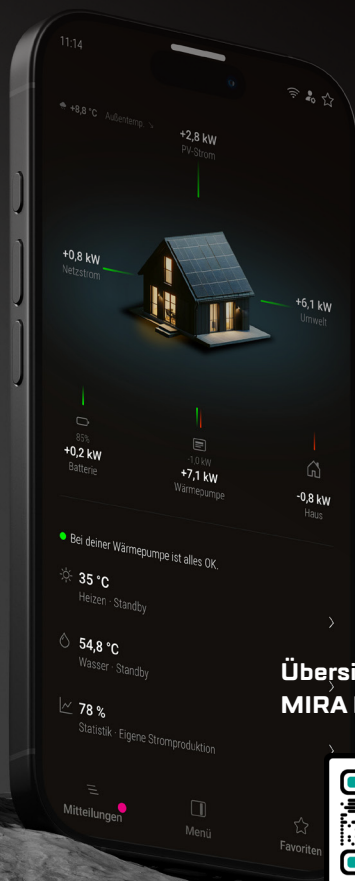 11:14
+8,8 °C Außentemp.
+2,8 kW
PV-Strom
+0,8 kW
Netzstrom
+6,1 kW
Umwelt
85%
+0,2 kW
Batterie
-1,0 kW
+7,1 kW
Wärmepumpe
-0,8 kW
Haus
Bei deiner Wärmepumpe ist alles OK.
35 °C
Heizen · Standby
54,8 °C
Wasser · Standby
78 %
Statistik · Eigene Stromproduktion
MIRA
Mitteilungen
Menü
Favoriten